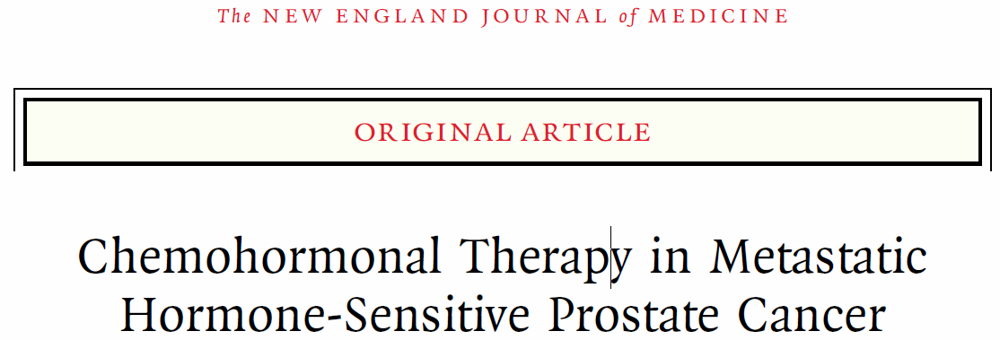 The NEW ENGLAND JOURNAL of MEDICINE
ORIGINAL ARTICLE
Chemohormonal Therapy in Metastatic
Hormone-Sensitive Prostate Cancer